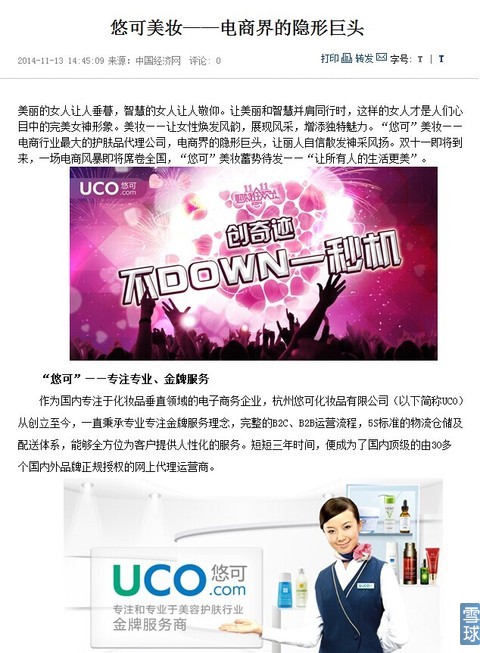 悠可美妆——电商界的隐形巨头
2014-11-13 14:45:09 来源：中国经济网 评论：0 打印 转发 字号：T | T
美丽的女人让人垂暮，智慧的女人让人敬仰。让美丽和智慧并肩同行时，这样的女人才是人们心
目中的完美女神形象。美妆——让女性焕发风韵，展现风采，增添独特魅力。“悠可”美妆——
电商行业最大的护肤品代理公司，电商界的隐形巨头，让丽人自信散发神采风扬。双十一即将到
来，一场电商风暴即将席卷全国，“悠可”美妆蓄势待发——“让所有人的生活更美”。
UCO 悠可
.com
创奇迹
不DOWN一秒机
“悠可”——专注专业、金牌服务
作为国内专注于化妆品垂直领域的电子商务企业，杭州悠可化妆品有限公司（以下简称UCO）
从创立至今，一直秉承专业专注金牌服务理念，完整的B2C、B2B运营流程，5S标准的物流仓储及
配送体系，能够全方位为客户提供人性化的服务。短短三年时间，便成为了国内顶级的由30多
个国内外品牌正规授权的网上代理运营商。
UCO 悠可
.com
专注和专业于美容护肤行业
金牌服务商
UCO
雪球